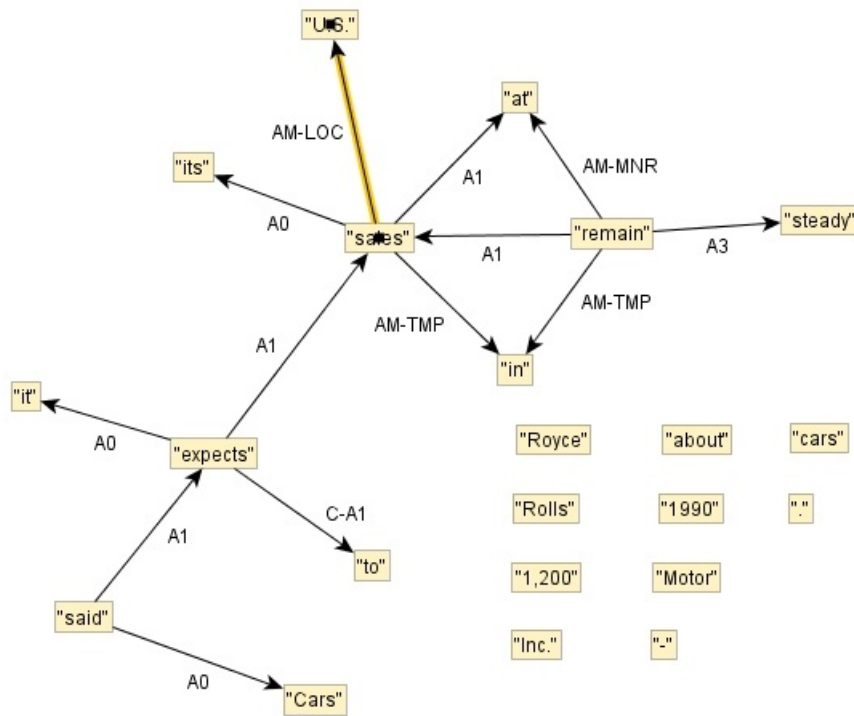 "U.S."
"at"
AM-LOC
"its"
A1
AM-MNR
A0
"sales"
"remain"
"steady"
A1
A3
AM-TMP
AM-TMP
A1
"in"
"it"
A0
"expects"
"Royce" "about" "cars"
C-A1
"Rolls" "1990" "."
A1
"to"
"1,200" "Motor"
"said"
"Inc." "-"
A0
"Cars"